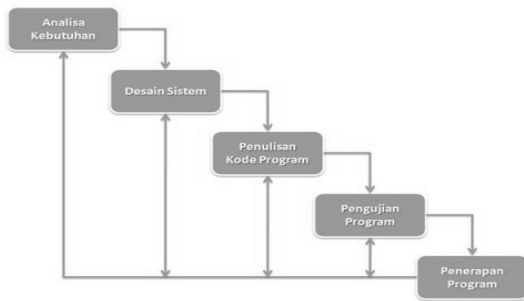 Analisa
Kebutuhan
Desain Sistem
Penulisan
Kode Program
Pengujian
Program
Penerapan
Program